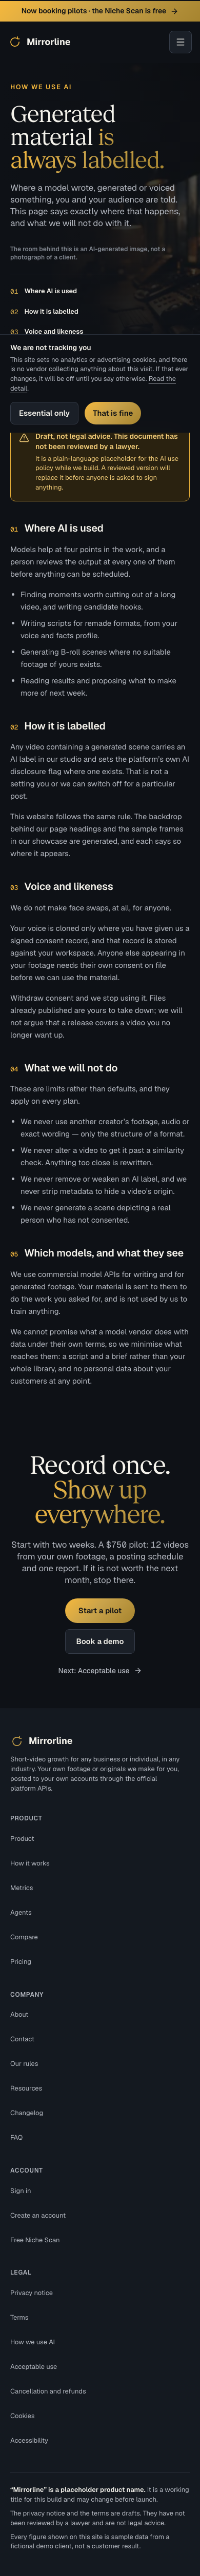 Now booking pilots · the Niche Scan is free →
Mirrorline
HOW WE USE AI
Generated
material is
always labelled.
Where a model wrote, generated or voiced
something, you and your audience are told.
This page says exactly where that happens,
and what we will not do with it.
The room behind this is an AI-generated image, not a
photograph of a client.
01 Where AI is used
02 How it is labelled
03 Voice and likeness
We are not tracking you
This site sets no analytics or advertising cookies, and there
is no vendor collecting anything about this visit. If that ever
changes, it will be off until you say otherwise. Read the
detail.
Essential only
That is fine
Draft, not legal advice. This document has
not been reviewed by a lawyer.
It is a plain-language placeholder for the AI use
policy while we build. A reviewed version will
replace it before anyone is asked to sign
anything.
01 Where AI is used
Models help at four points in the work, and a
person reviews the output at every one of them
before anything can be scheduled.
• Finding moments worth cutting out of a long
video, and writing candidate hooks.
• Writing scripts for remade formats, from your
voice and facts profile.
• Generating B-roll scenes where no suitable
footage of yours exists.
• Reading results and proposing what to make
more of next week.
02 How it is labelled
Any video containing a generated scene carries an
AI label in our studio and sets the platform's own AI
disclosure flag where one exists. That is not a
setting you or we can switch off for a particular
post.
This website follows the same rule. The backdrop
behind our page headings and the sample frames
in our showcase are generated, and each says so
where it appears.
03 Voice and likeness
We do not make face swaps, at all, for anyone.
Your voice is cloned only where you have given us a
signed consent record, and that record is stored
against your workspace. Anyone else appearing in
your footage needs their own consent on file
before we can use the material.
Withdraw consent and we stop using it. Files
already published are yours to take down; we will
not argue that a release covers a video you no
longer want up.
04 What we will not do
These are limits rather than defaults, and they
apply on every plan.
• We never use another creator's footage, audio or
exact wording — only the structure of a format.
• We never alter a video to get it past a similarity
check. Anything too close is rewritten.
• We never remove or weaken an AI label, and we
never strip metadata to hide a video's origin.
• We never generate a scene depicting a real
person who has not consented.
05 Which models, and what they see
We use commercial model APIs for writing and for
generated footage. Your material is sent to them to
do the work you asked for, and is not used by us to
train anything.
We cannot promise what a model vendor does with
data under their own terms, so we minimise what
we send them: a script and a brief rather than your
whole library, and no personal data about your
customers at any point.
Record once.
Show up
everywhere.
Start with two weeks. A $750 pilot: 12 videos
from your own footage, a posting schedule
and one report. If it is not worth the next
month, stop there.
Start a pilot
Book a demo
Next: Acceptable use →
Mirrorline
Short-video growth for any business or individual, in any
industry. Your own footage or originals we make for you,
posted to your own accounts through the official
platform APIs.
PRODUCT
Product
How it works
Metrics
Agents
Compare
Pricing
COMPANY
About
Contact
Our rules
Resources
Changelog
FAQ
ACCOUNT
Sign in
Create an account
Free Niche Scan
LEGAL
Privacy notice
Terms
How we use AI
Acceptable use
Cancellation and refunds
Cookies
Accessibility
“Mirrorline” is a placeholder product name. It is a working
title for this build and may change before launch.
The privacy notice and the terms are drafts. They have not
been reviewed by a lawyer and are not legal advice.
Every figure shown on this site is sample data from a
fictional demo client, not a customer result.